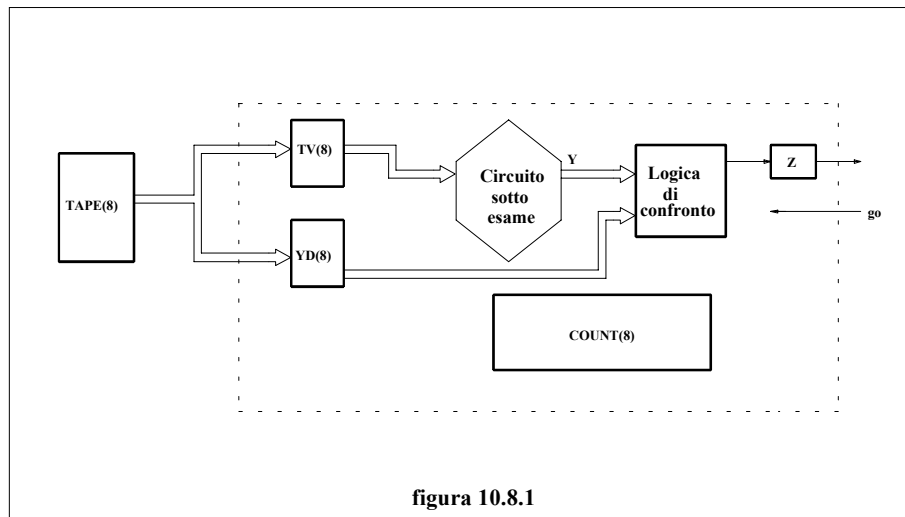 TAPE(8)
TV(8)
YD(8)
Circuito
sotto
esame
Y
Logica
di
confronto
Z
go
COUNT(8)
figura 10.8.1